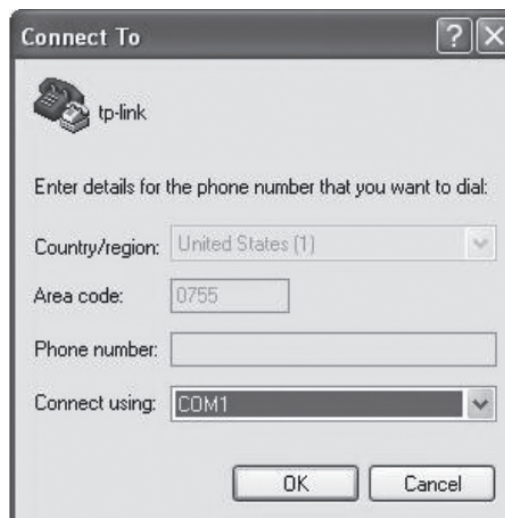 Connect To
tp-link
Enter details for the phone number that you want to dial:
Country/region: United States (1)
Area code: 0755
Phone number:
Connect using: COM1
OK Cancel